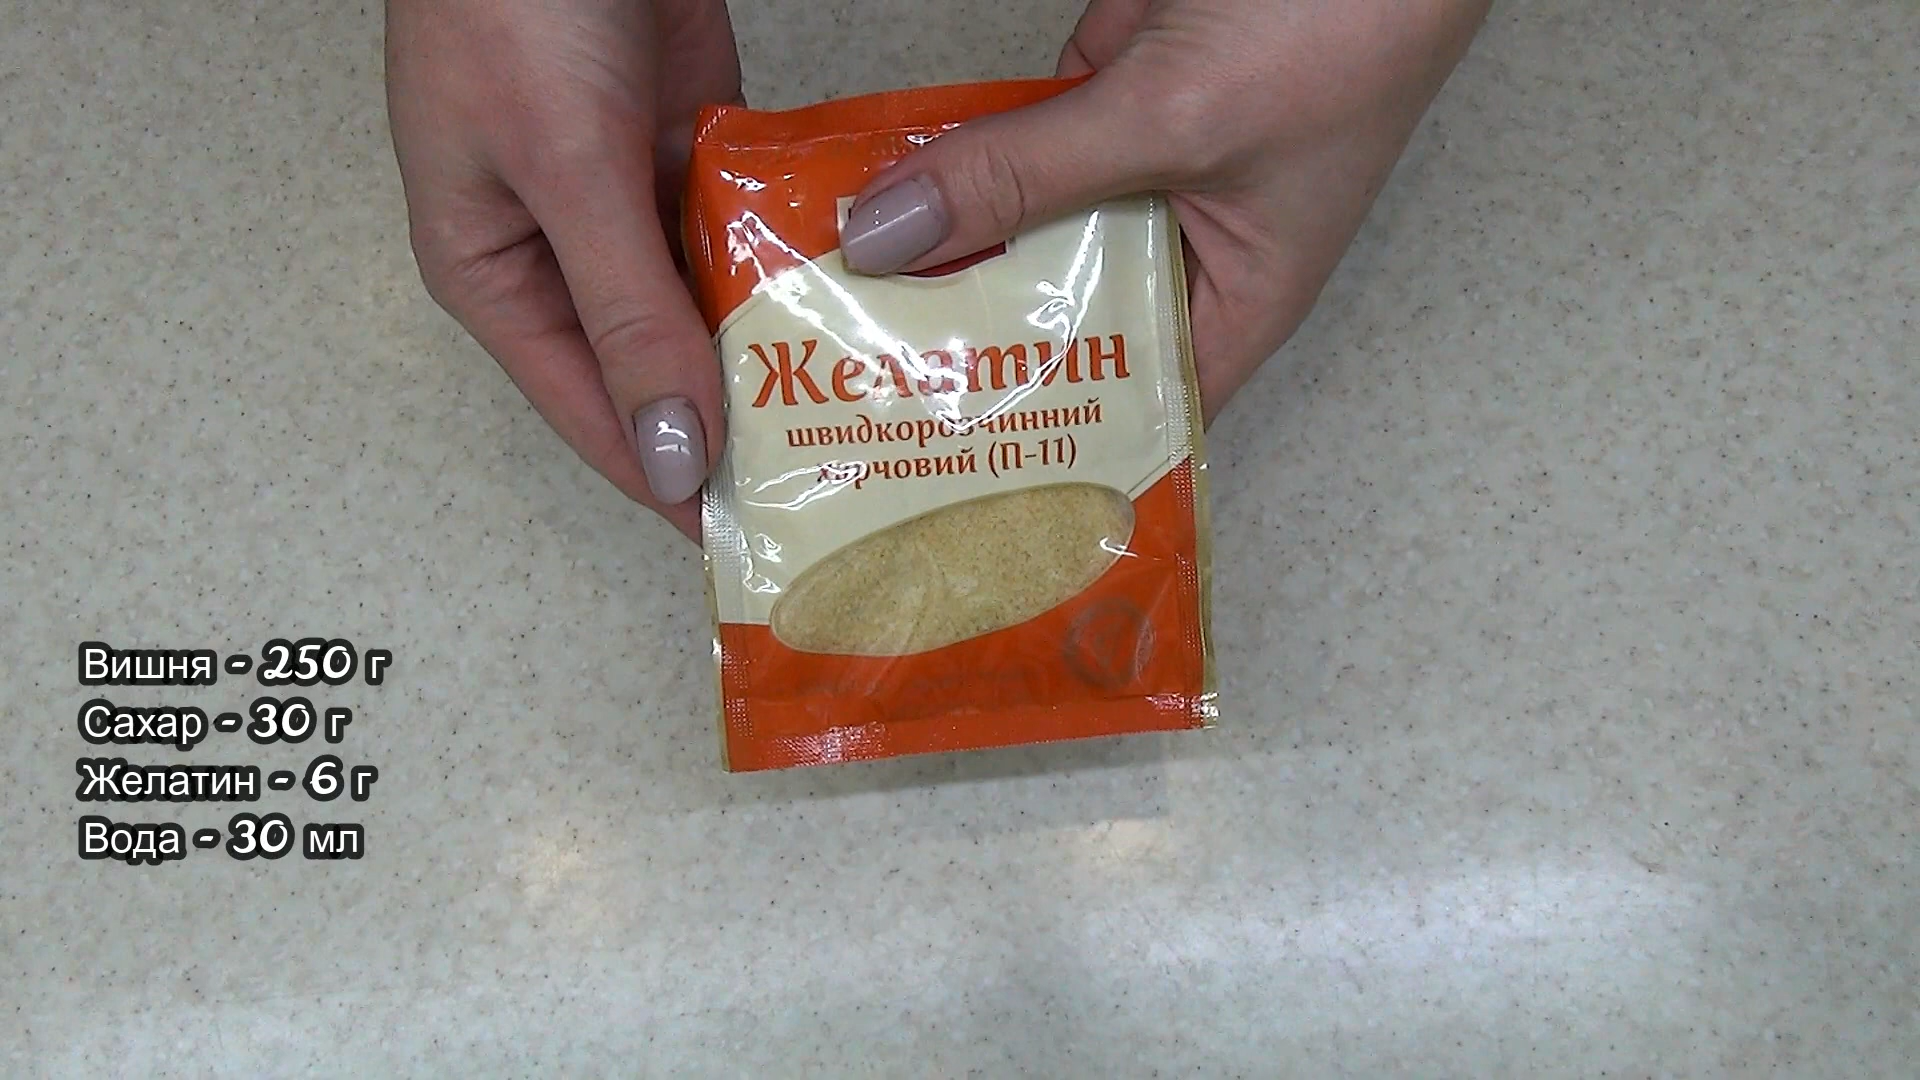 Желатин
швидкорозчинний
харчовий (П-11)
Вишня - 250 г
Сахар - 30 г
Желатин - 6 г
Вода - 30 мл